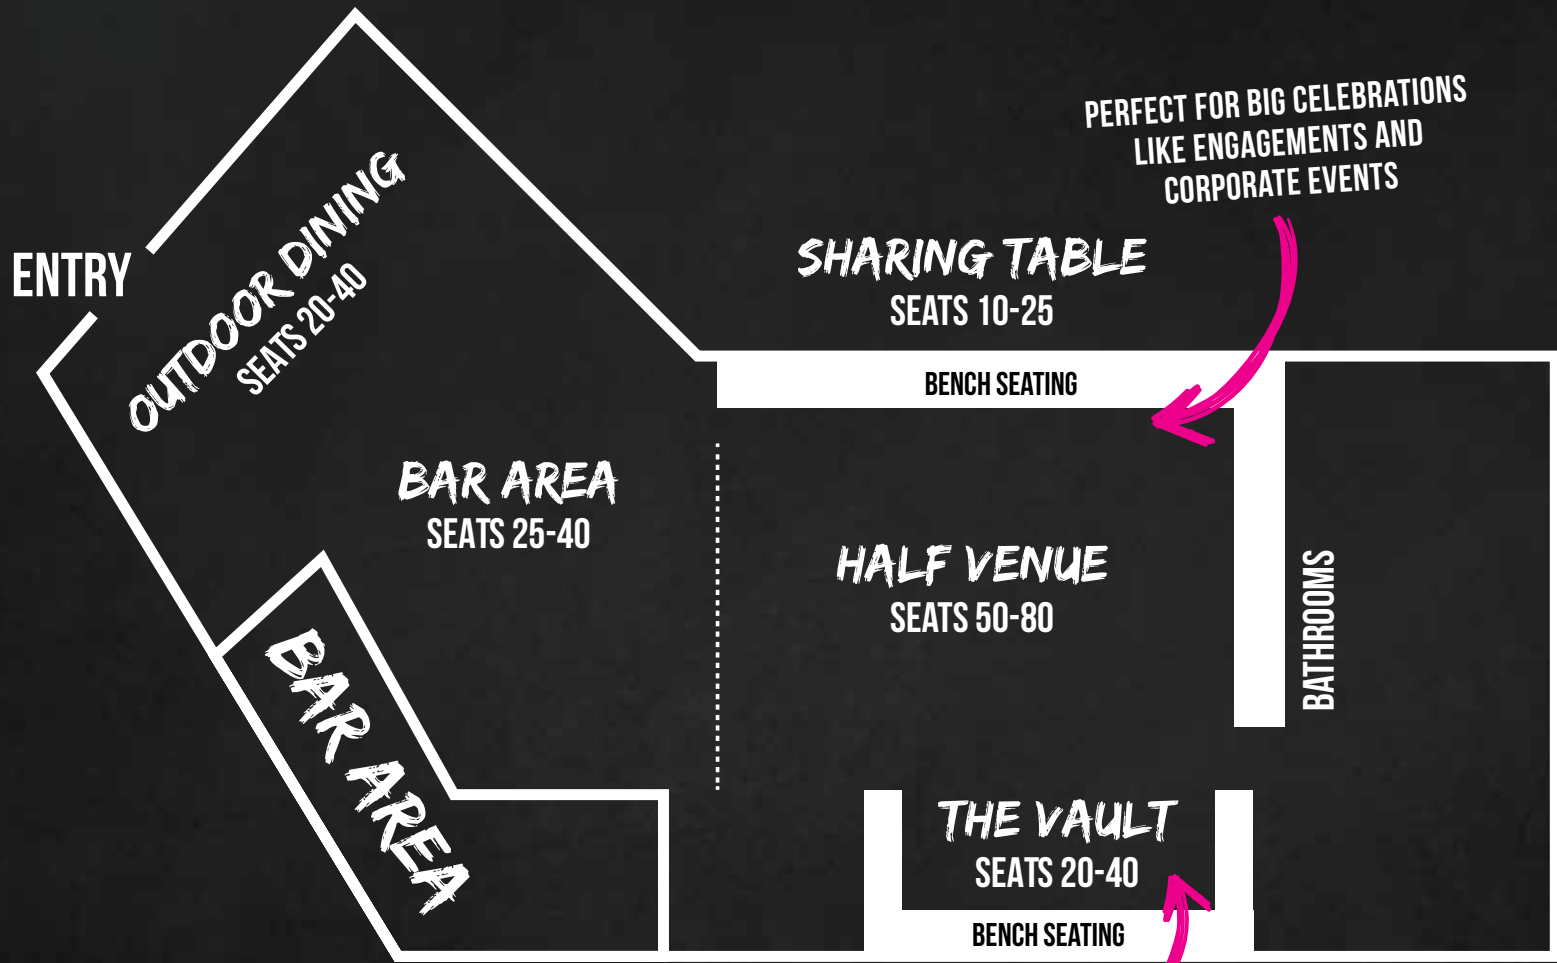 PERFECT FOR BIG CELEBRATIONS
LIKE ENGAGEMENTS AND
CORPORATE EVENTS
ENTRY
OUTDOOR DINING
SEATS 20-40
SHARING TABLE
SEATS 10-25
BENCH SEATING
BAR AREA
SEATS 25-40
HALF VENUE
SEATS 50-80
BATHROOMS
BAR AREA
THE VAULT
SEATS 20-40
BENCH SEATING